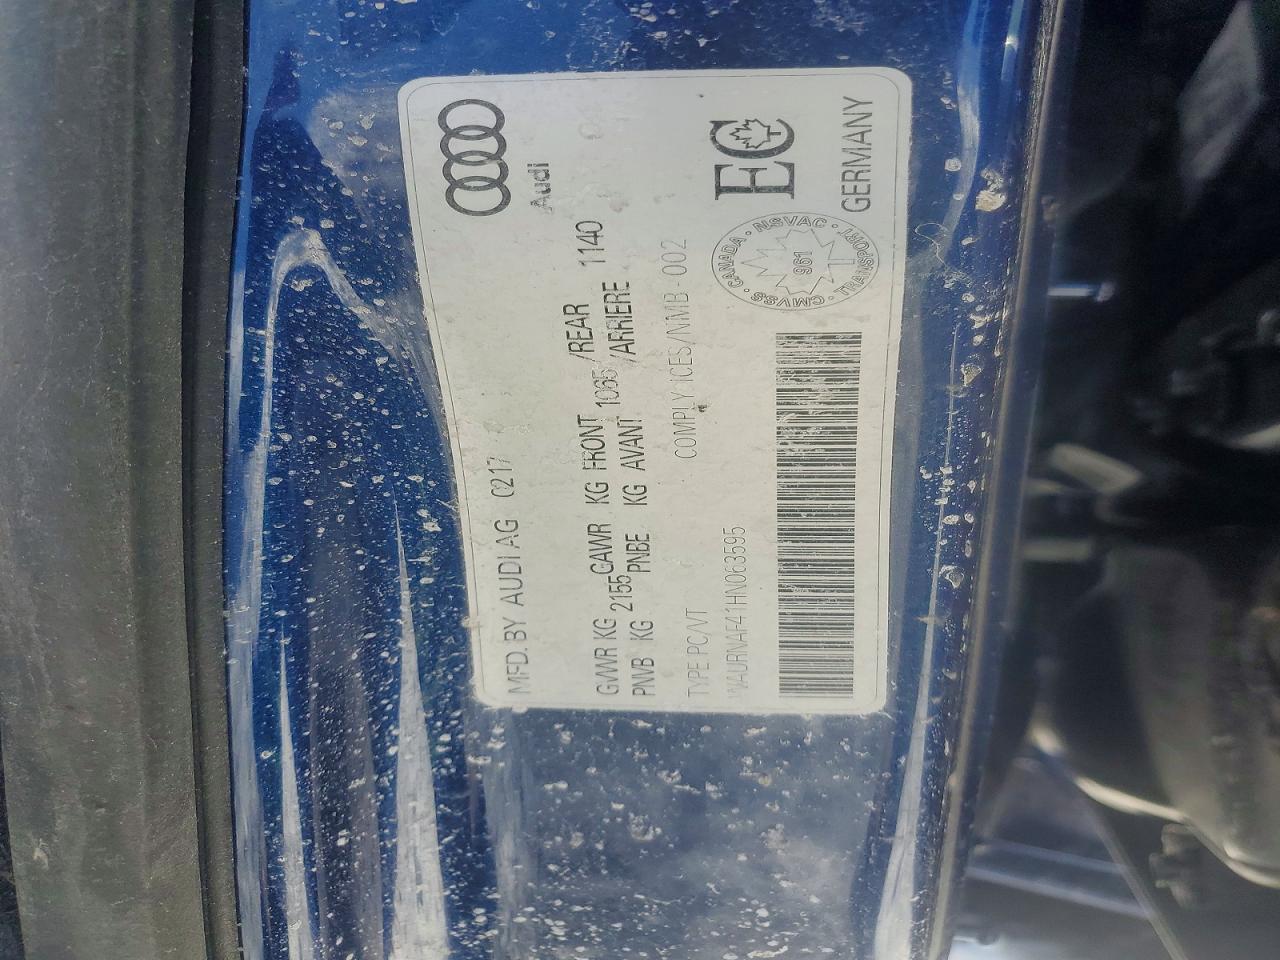 Audi
MFD. BY AUDI AG 0217
GVWR KG 2155 GAWR KG FRONT 1065 /REAR 1140
PNVB KG PNBE KG AVANT /ARRIERE
TYPE PC/VT COMPLY ICES/NMB-002
WAURNAF41HN063595
CANADA · NSVAC · TRANSPORT · CMVSS ·
961
EC
GERMANY